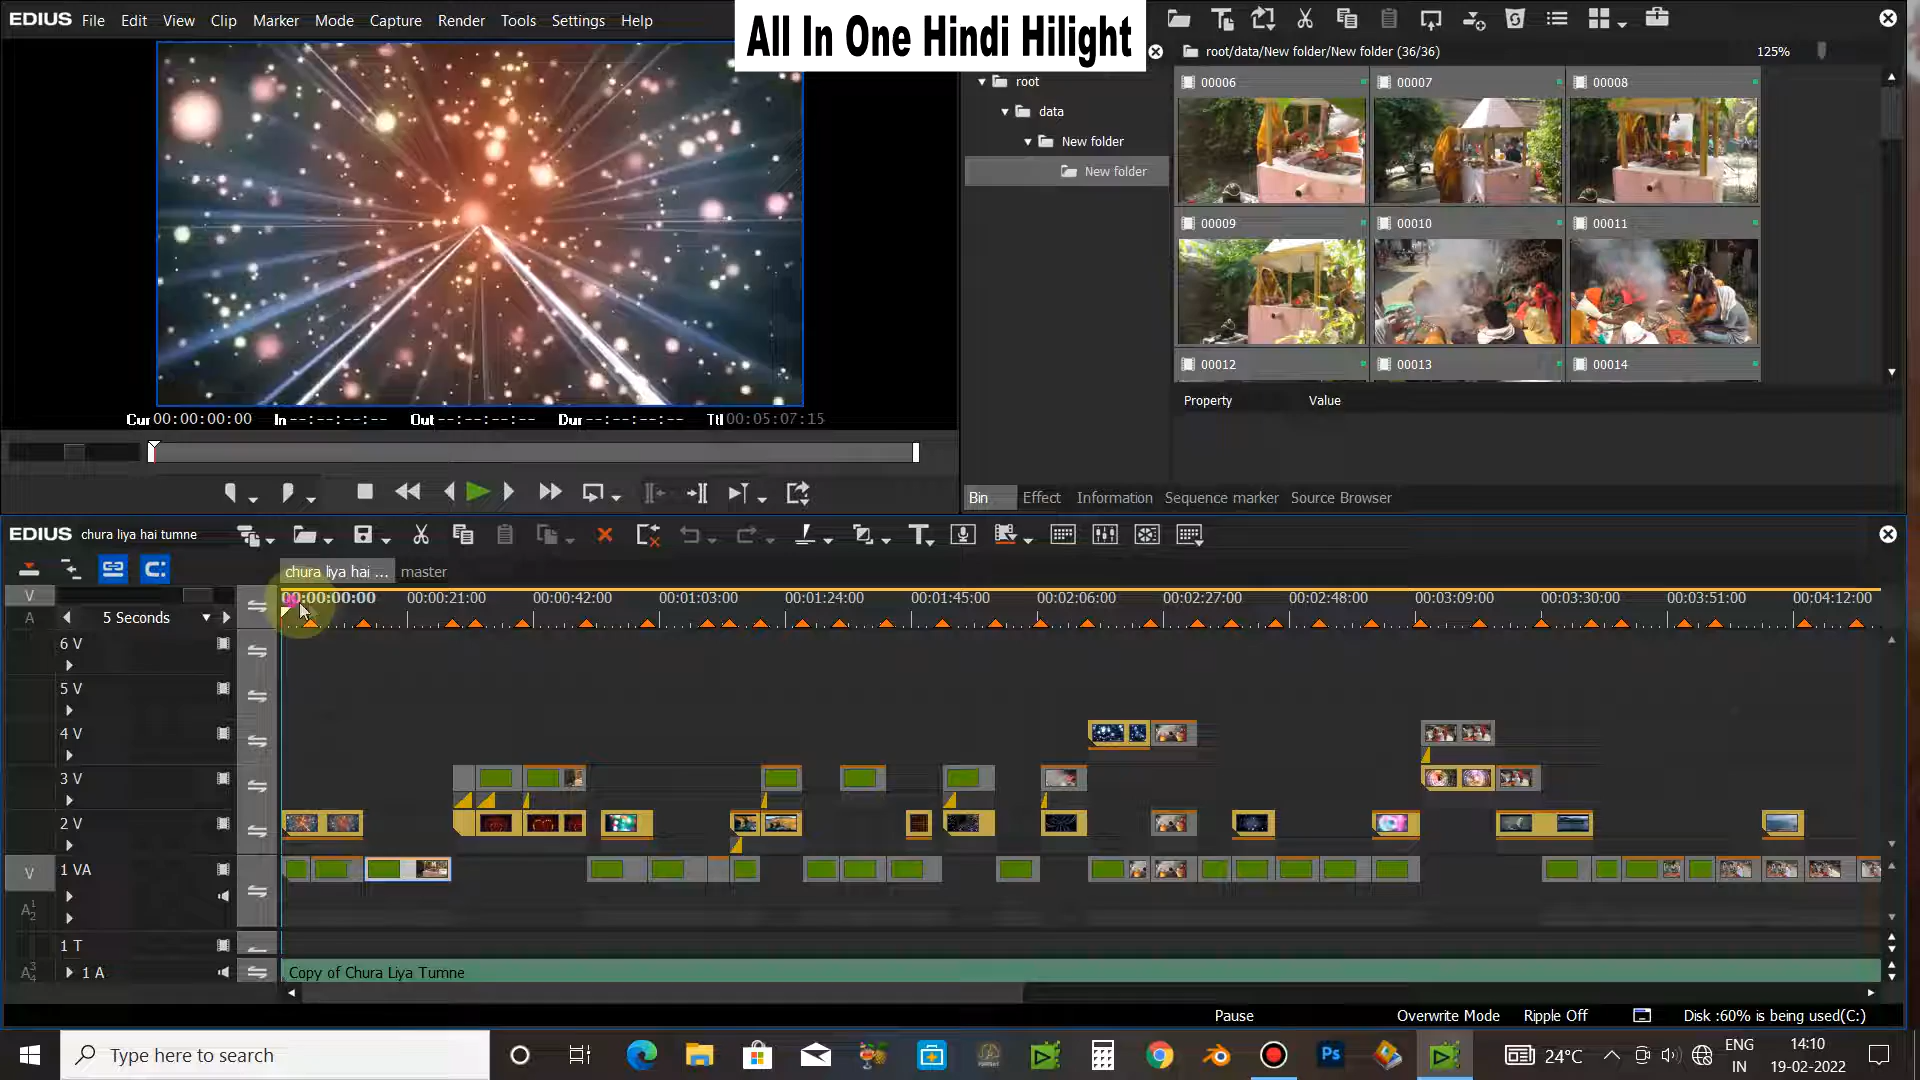 EDIUS File Edit View Clip Marker Mode Capture Render Tools Settings Help
All In One Hindi Hilight
root/data/New folder/New folder (36/36) 125%
root
data
New folder
New folder
00006 00007 00008
00009 00010 00011
00012 00013 00014
Property Value
Cur 00:00:00:00 In --:--:--:-- Out --:--:--:-- Dur --:--:--:-- Ttl 00:05:07:15
Bin Effect Information Sequence marker Source Browser
EDIUS chura liya hai tumne
chura liya hai ... master
V
A 5 Seconds
00:00:00:00 00:00:21:00 00:00:42:00 00:01:03:00 00:01:24:00 00:01:45:00 00:02:06:00 00:02:27:00 00:02:48:00 00:03:09:00 00:03:30:00 00:03:51:00 00:04:12:00
6 V
5 V
4 V
3 V
2 V
V 1 VA
A 1 2
1 T
A 3 4 1 A Copy of Chura Liya Tumne
Pause Overwrite Mode Ripple Off Disk :60% is being used(C:)
Type here to search
Ps
24°C
ENG
IN
14:10
19-02-2022